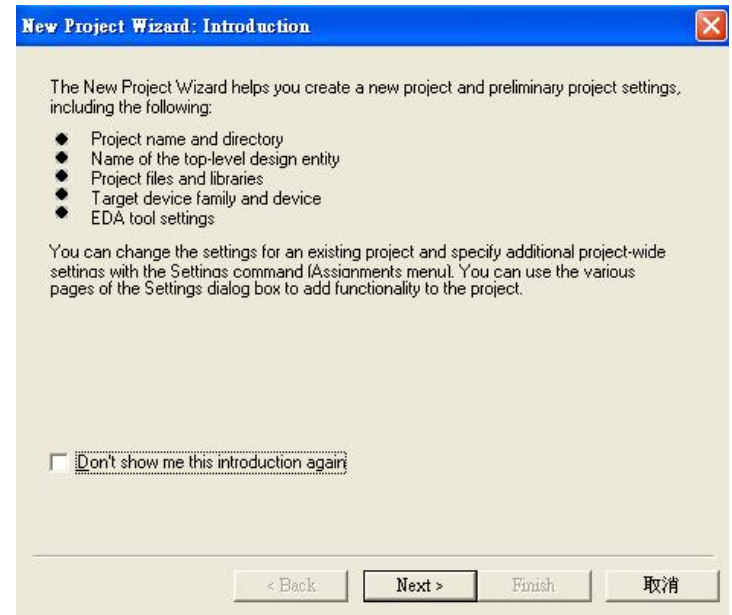 New Project Wizard: Introduction
The New Project Wizard helps you create a new project and preliminary project settings,
including the following:
Project name and directory
Name of the top-level design entity
Project files and libraries
Target device family and device
EDA tool settings
You can change the settings for an existing project and specify additional project-wide
settings with the Settings command (Assignments menu). You can use the various
pages of the Settings dialog box to add functionality to the project.
Don't show me this introduction again
< Back Next > Finish 取消